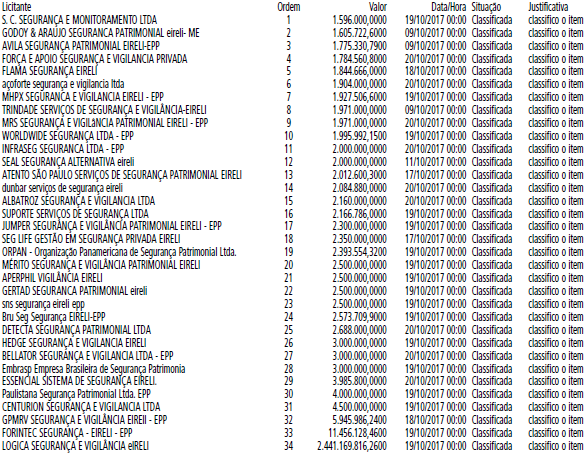 Licitante Ordem Valor Data/Hora Situação Justificativa
S. C. SEGURANÇA E MONITORAMENTO LTDA 1 1.596.000,0000 19/10/2017 00:00 Classificada classifico o item
GODOY & ARAUJO SEGURANCA PATRIMONIAL eireli- ME 2 1.605.722,6000 09/10/2017 00:00 Classificada classifico o item
AVILA SEGURANÇA PATRIMONIAL EIRELI-EPP 3 1.775.330,7900 09/10/2017 00:00 Classificada classifico o item
FORÇA E APOIO SEGURANÇA E VIGILANCIA PRIVADA 4 1.784.560,8000 20/10/2017 00:00 Classificada classifico o item
FLAMA SEGURANÇA EIRELI 5 1.844.666,0000 18/10/2017 00:00 Classificada classifico o item
açoforte segurança e vigilancia ltda 6 1.904.000,0000 20/10/2017 00:00 Classificada classifico o item
MHPX SEGURANCA E VIGILANCIA EIRELI - EPP 7 1.927.506,6000 19/10/2017 00:00 Classificada classifico o item
TRINDADE SERVIÇOS DE SEGURANÇA E VIGILÂNCIA-EIRELI 8 1.971.000,0000 09/10/2017 00:00 Classificada classifico o item
MRS SEGURANÇA E VIGILâNCIA PATRIMONIAL EIRELI - EPP 9 1.971.000,0000 20/10/2017 00:00 Classificada classifico o item
WORLDWIDE SEGURANÇA LTDA - EPP 10 1.995.992,1500 19/10/2017 00:00 Classificada classifico o item
INFRASEG SEGURANCA LTDA - EPP 11 2.000.000,0000 20/10/2017 00:00 Classificada classifico o item
SEAL SEGURANÇA ALTERNATIVA eireli 12 2.000.000,0000 11/10/2017 00:00 Classificada classifico o item
ATENTO SÃO PAULO SERVIÇOS DE SEGURANÇA PATRIMONIAL EIRELI 13 2.012.600,3000 17/10/2017 00:00 Classificada classifico o item
dunbar serviços de segurança eireli 14 2.084.880,0000 20/10/2017 00:00 Classificada classifico o item
ALBATROZ SEGURANÇA E VIGILANCIA LTDA 15 2.160.000,0000 20/10/2017 00:00 Classificada classifico o item
SUPORTE SERVIÇOS DE SEGURANÇA LTDA 16 2.166.786,0000 19/10/2017 00:00 Classificada classifico o item
JUMPER SEGURANÇA E VIGILÂNCIA PATRIMONIAL EIRELI - EPP 17 2.300.000,0000 19/10/2017 00:00 Classificada classifico o item
SEG LIFE GESTÃO EM SEGURANÇA PRIVADA EIRELI 18 2.350.000,0000 17/10/2017 00:00 Classificada classifico o item
ORPAN - Organização Panamericana de Segurança Patrimonial Ltda. 19 2.393.554,3200 19/10/2017 00:00 Classificada classifico o item
MÉRITO SEGURANÇA E VIGILÂNCIA PATRIMONIAL EIRELI 20 2.500.000,0000 19/10/2017 00:00 Classificada classifico o item
APERPHIL VIGILÂNCIA EIRELI 21 2.500.000,0000 19/10/2017 00:00 Classificada classifico o item
GERTAD SEGURANCA PATRIMONIAL eireli 22 2.500.000,0000 19/10/2017 00:00 Classificada classifico o item
sns segurança eireli epp 23 2.500.000,0000 19/10/2017 00:00 Classificada classifico o item
Bru Seg Segurança EIRELI-EPP 24 2.573.709,9000 19/10/2017 00:00 Classificada classifico o item
DETECTA SEGURANÇA PATRIMONIAL LTDA 25 2.688.000,0000 20/10/2017 00:00 Classificada classifico o item
HEDGE SEGURANÇA E VIGILANCIA EIRELI 26 3.000.000,0000 19/10/2017 00:00 Classificada classifico o item
BELLATOR SEGURANÇA E VIGILANCIA LTDA - EPP 27 3.000.000,0000 20/10/2017 00:00 Classificada classifico o item
Embrasp Empresa Brasileira de Segurança Patrimonia 28 3.000.000,0000 19/10/2017 00:00 Classificada classifico o item
ESSENCIAL SISTEMA DE SEGURANÇA EIRELI. 29 3.985.800,0000 20/10/2017 00:00 Classificada classifico o item
Paulistana Segurança Patrimonial Ltda. EPP 30 4.000.000,0000 19/10/2017 00:00 Classificada classifico o item
CENTURION SEGURANÇA E VIGILANCIA LTDA 31 4.500.000,0000 19/10/2017 00:00 Classificada classifico o item
GPMRV SEGURANÇA E VIGILÂNCIA EIRElI - EPP 32 5.945.986,2400 18/10/2017 00:00 Classificada classifico o item
FORINTEC SEGURANÇA - EIRELI - EPP 33 11.456.128,4600 19/10/2017 00:00 Classificada classifico o item
LOGICA SEGURANÇA E VIGILÂNCIA eIRELI 34 2.441.169.816,2600 19/10/2017 00:00 Classificada classifico o item